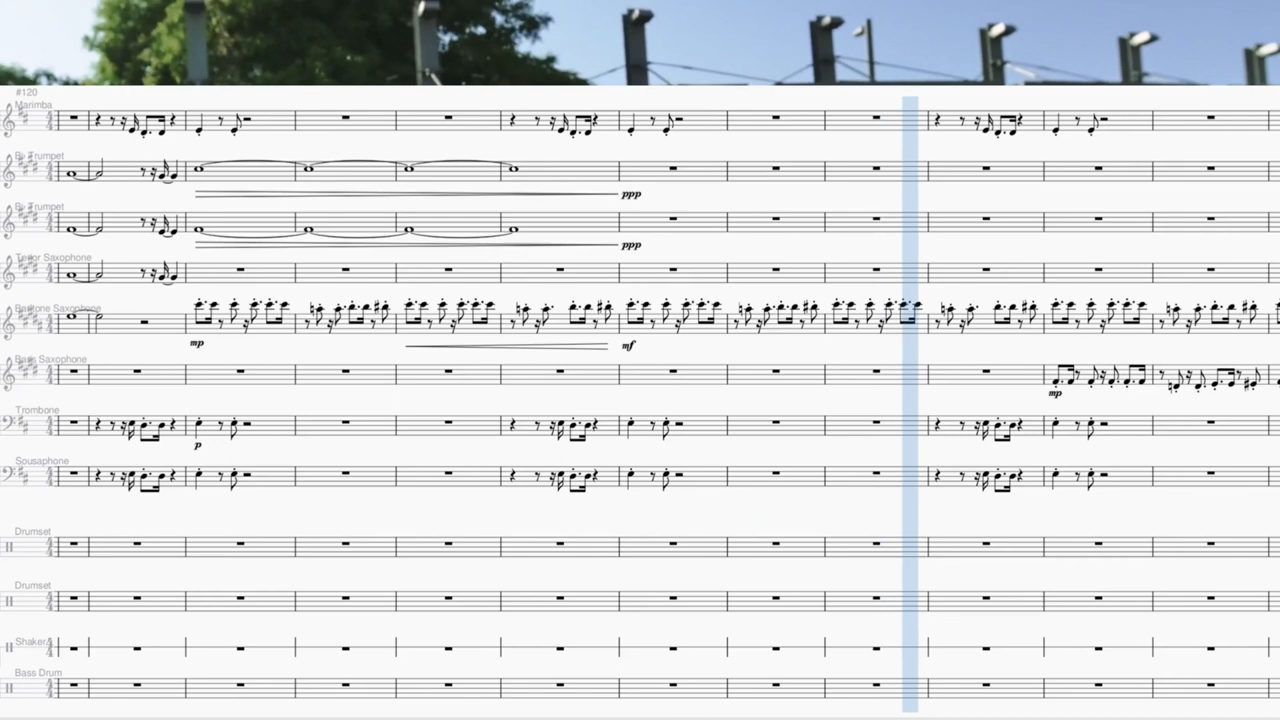 #120
Marimba
B♭ Trumpet
ppp
B♭ Trumpet
ppp
Tenor Saxophone
Baritone Saxophone
mp mf
Bass Saxophone
mp
Trombone
p
Sousaphone
Drumset
Drumset
Shaker
Bass Drum